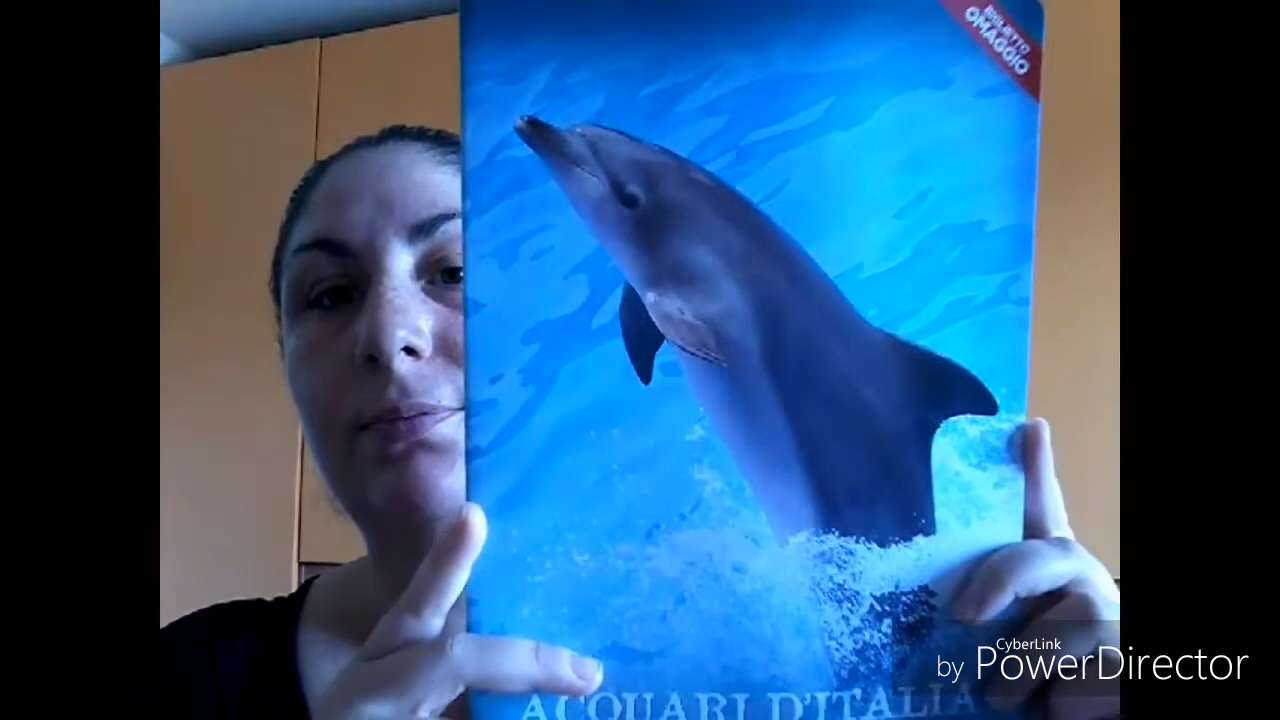 BIGLIETTO
OMAGGIO
ACQUARI D'ITALIA
CyberLink
by PowerDirector